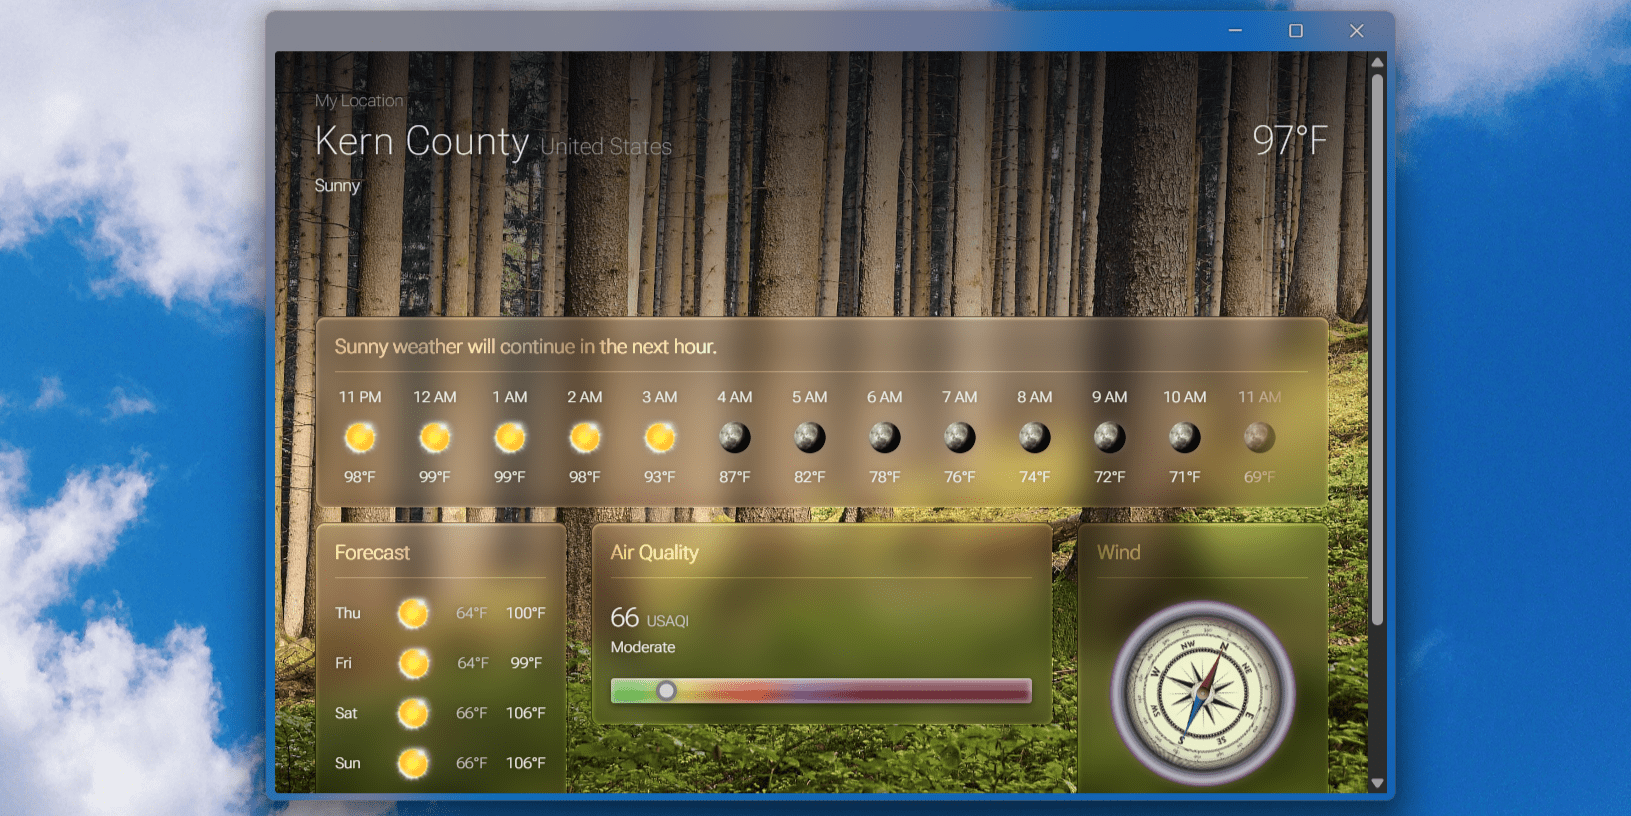 My Location
Kern County United States
97°F
Sunny
Sunny weather will continue in the next hour.
11 PM 12 AM 1 AM 2 AM 3 AM 4 AM 5 AM 6 AM 7 AM 8 AM 9 AM 10 AM 11 AM
98°F 99°F 99°F 98°F 93°F 87°F 82°F 78°F 76°F 74°F 72°F 71°F 69°F
Forecast
Thu 64°F 100°F
Fri 64°F 99°F
Sat 66°F 106°F
Sun 66°F 106°F
Air Quality
66 USAQI
Moderate
Wind
NW N NE
W E
SW S SE